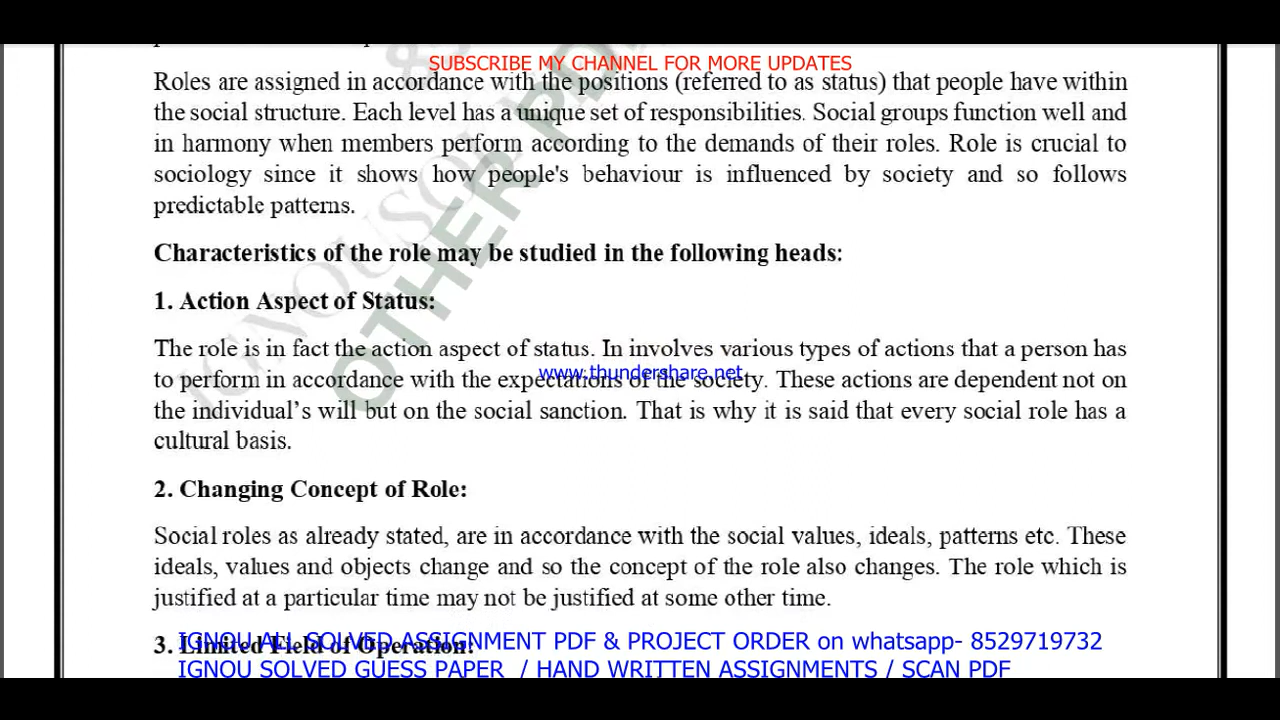 SUBSCRIBE MY CHANNEL FOR MORE UPDATES
Roles are assigned in accordance with the positions (referred to as status) that people have within
the social structure. Each level has a unique set of responsibilities. Social groups function well and
in harmony when members perform according to the demands of their roles. Role is crucial to
sociology since it shows how people's behaviour is influenced by society and so follows
predictable patterns.
Characteristics of the role may be studied in the following heads:
1. Action Aspect of Status:
The role is in fact the action aspect of status. In involves various types of actions that a person has
www.thundershare.net
to perform in accordance with the expectations of the society. These actions are dependent not on
the individual’s will but on the social sanction. That is why it is said that every social role has a
cultural basis.
2. Changing Concept of Role:
Social roles as already stated, are in accordance with the social values, ideals, patterns etc. These
ideals, values and objects change and so the concept of the role also changes. The role which is
justified at a particular time may not be justified at some other time.
3. Limited Field of Operation:
IGNOU ALL SOLVED ASSIGNMENT PDF & PROJECT ORDER on whatsapp- 8529719732
IGNOU SOLVED GUESS PAPER / HAND WRITTEN ASSIGNMENTS / SCAN PDF
OTHER